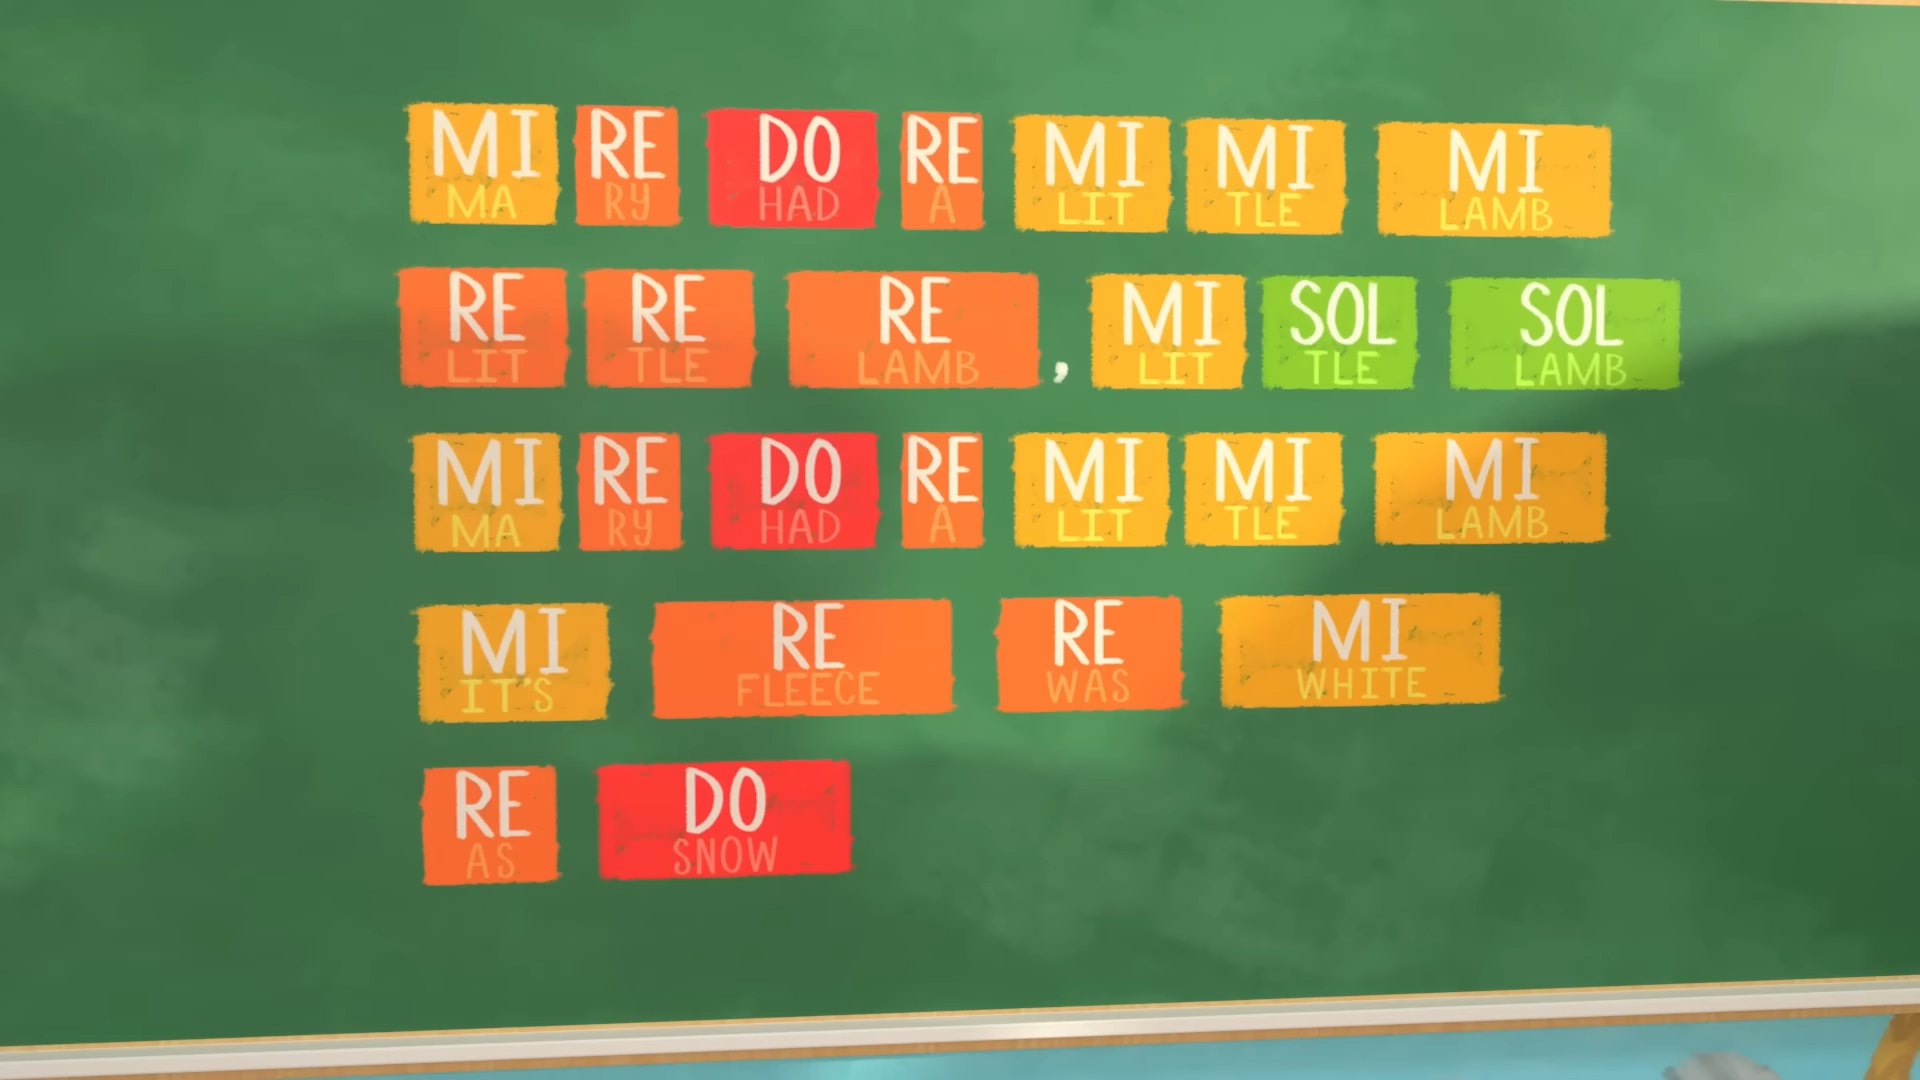 MI RE DO RE MI MI MI
MA RY HAD A LIT TLE LAMB
RE RE RE , MI SOL SOL
LIT TLE LAMB LIT TLE LAMB
MI RE DO RE MI MI MI
MA RY HAD A LIT TLE LAMB
MI RE RE MI
IT'S FLEECE WAS WHITE
RE DO
AS SNOW